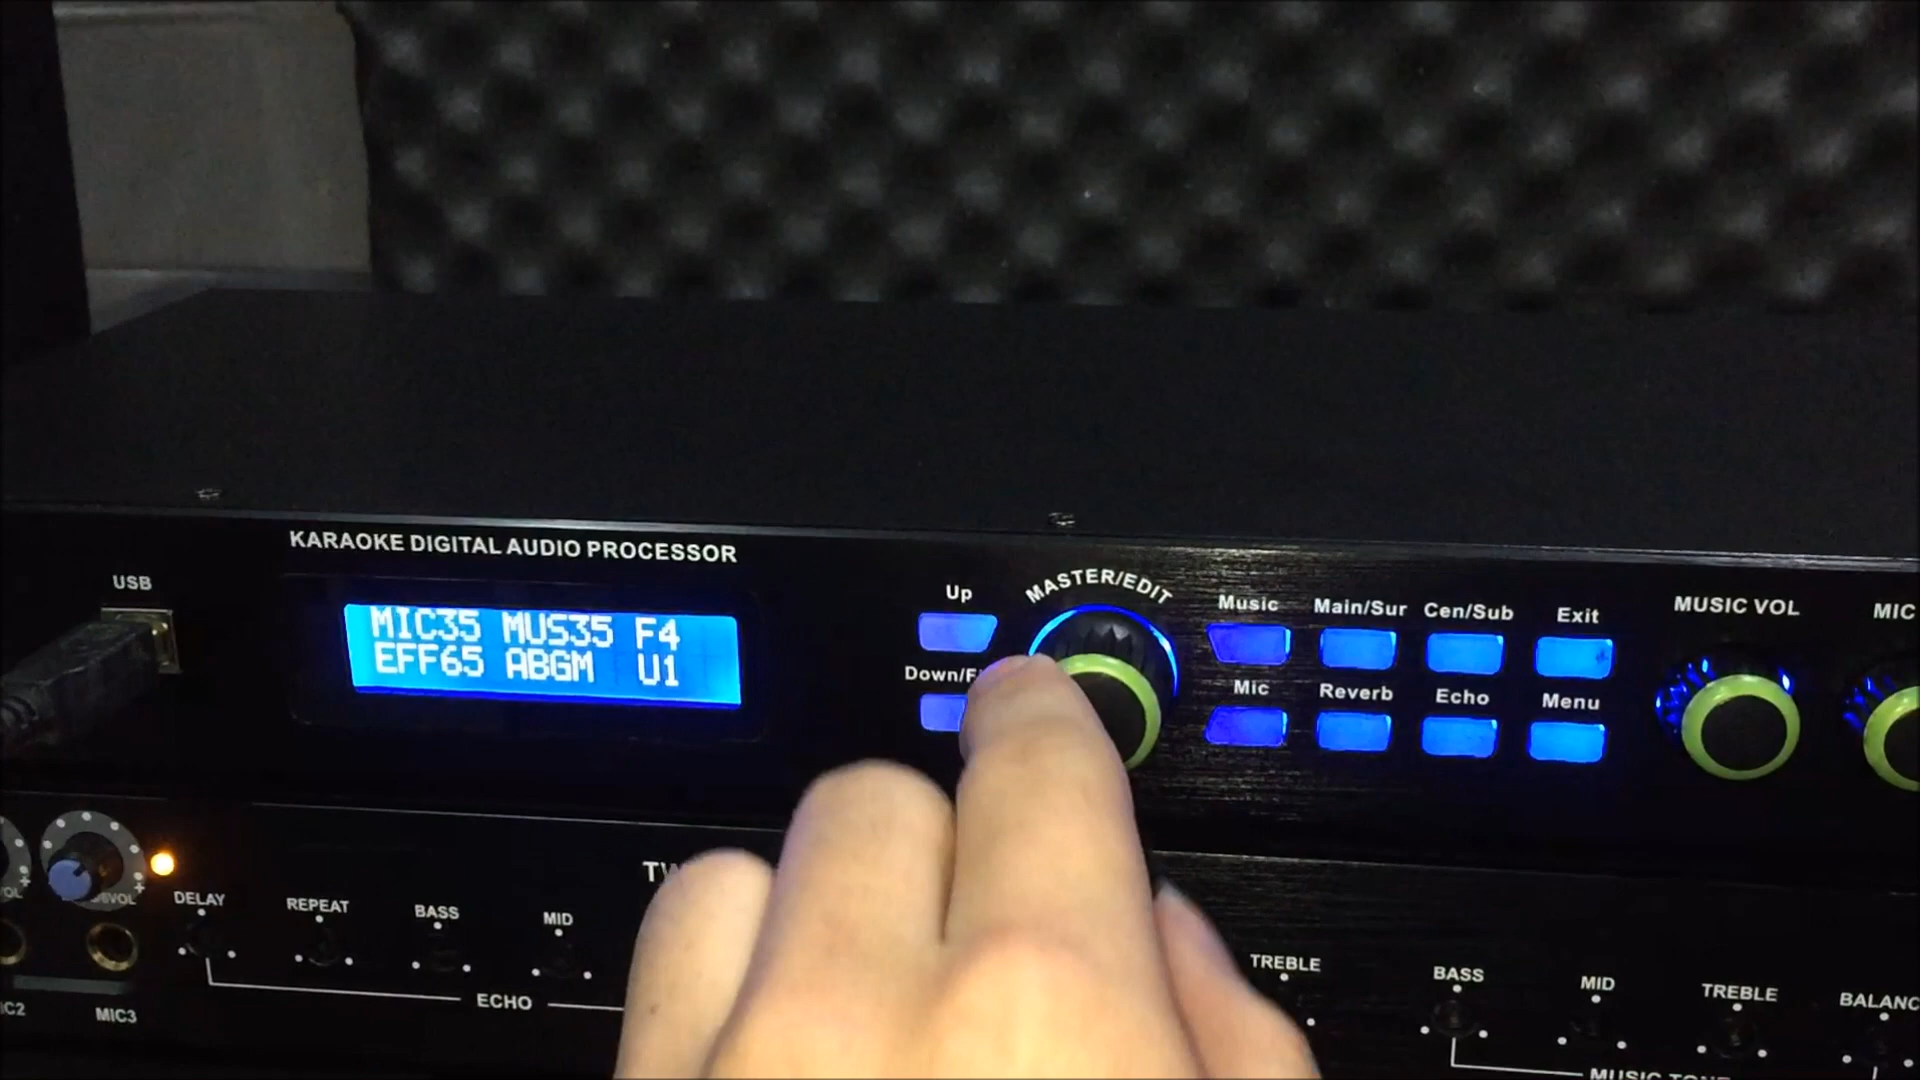 KARAOKE DIGITAL AUDIO PROCESSOR
USB
MIC35 MUS35 F4
EFF65 ABGM U1
Up
MASTER/EDIT
Music
Main/Sur
Cen/Sub
Exit
MUSIC VOL
MIC
Mic
Reverb
Echo
Menu
DELAY
REPEAT
BASS
MID
TREBLE
BASS
MID
TREBLE
ECHO
MIC3